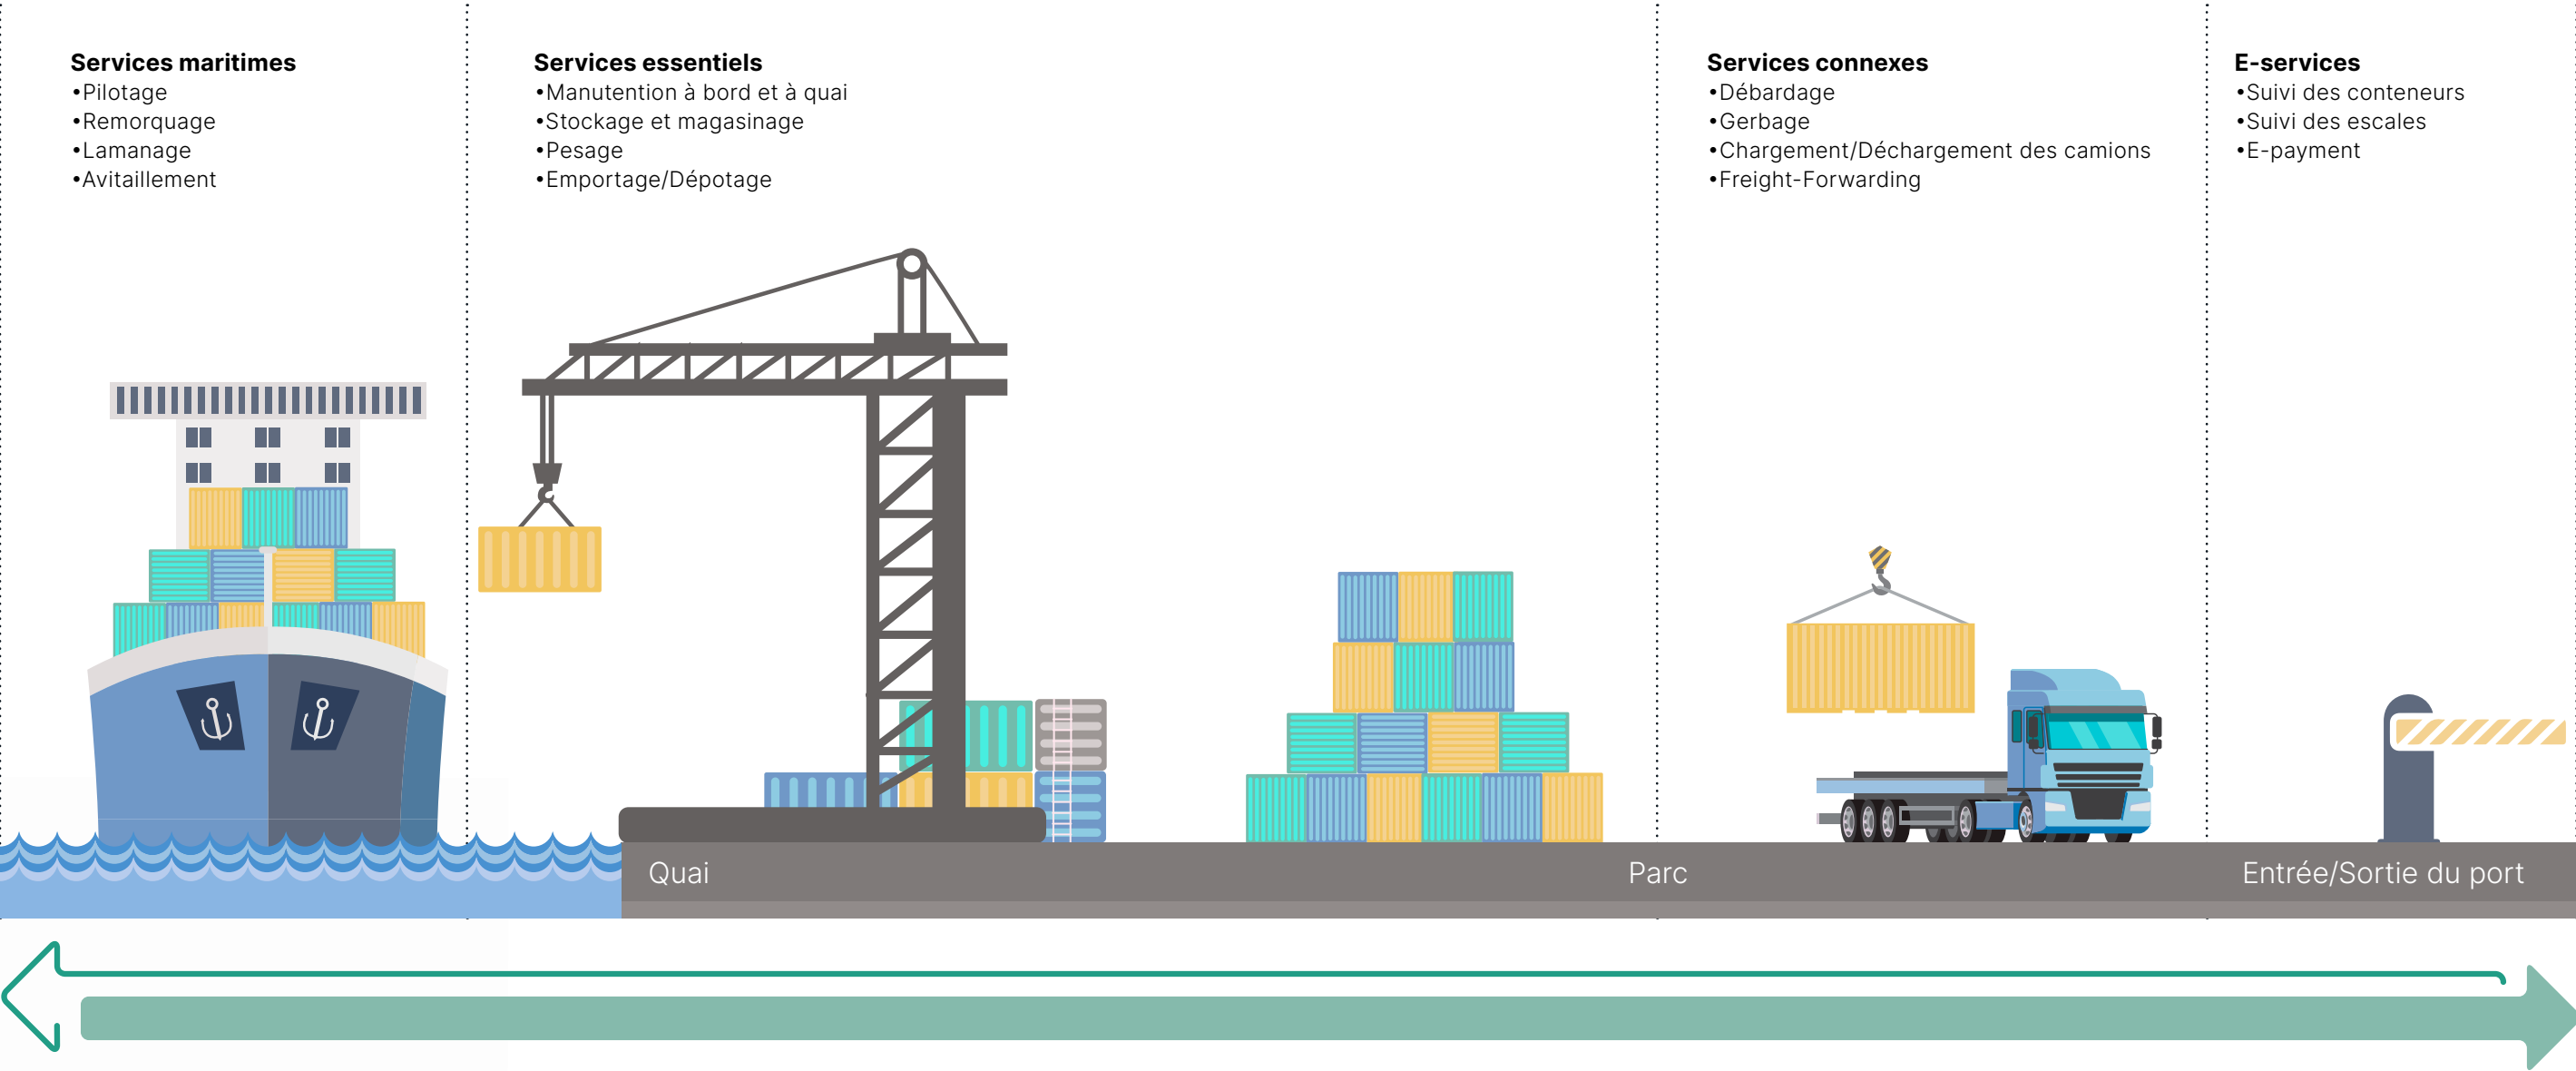 Services maritimes
•Pilotage
•Remorquage
•Lamanage
•Avitaillement
Services essentiels
•Manutention à bord et à quai
•Stockage et magasinage
•Pesage
•Emportage/Dépotage
Services connexes
•Débardage
•Gerbage
•Chargement/Déchargement des camions
•Freight-Forwarding
E-services
•Suivi des conteneurs
•Suivi des escales
•E-payment
Quai
Parc
Entrée/Sortie du port